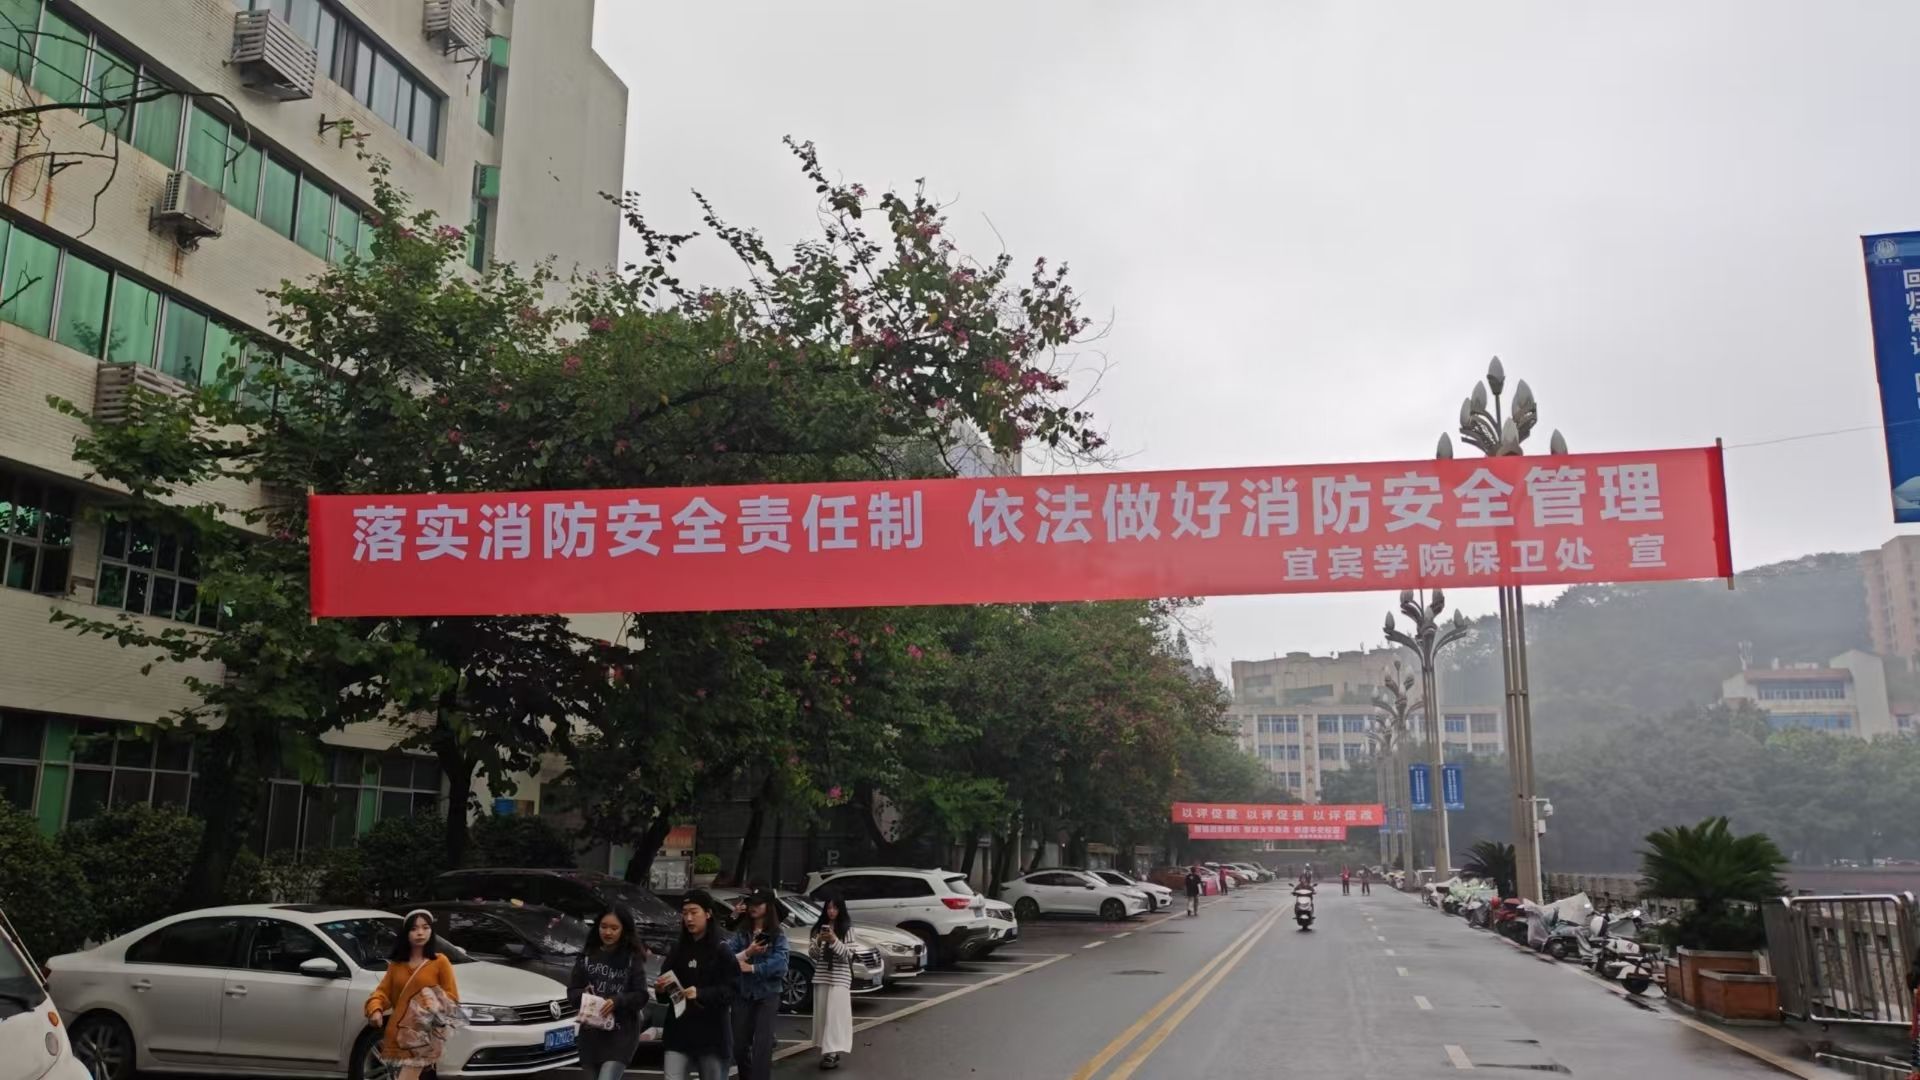 落实消防安全责任制 依法做好消防安全管理
宜宾学院保卫处 宣
以评促建 以评促强 以评促改